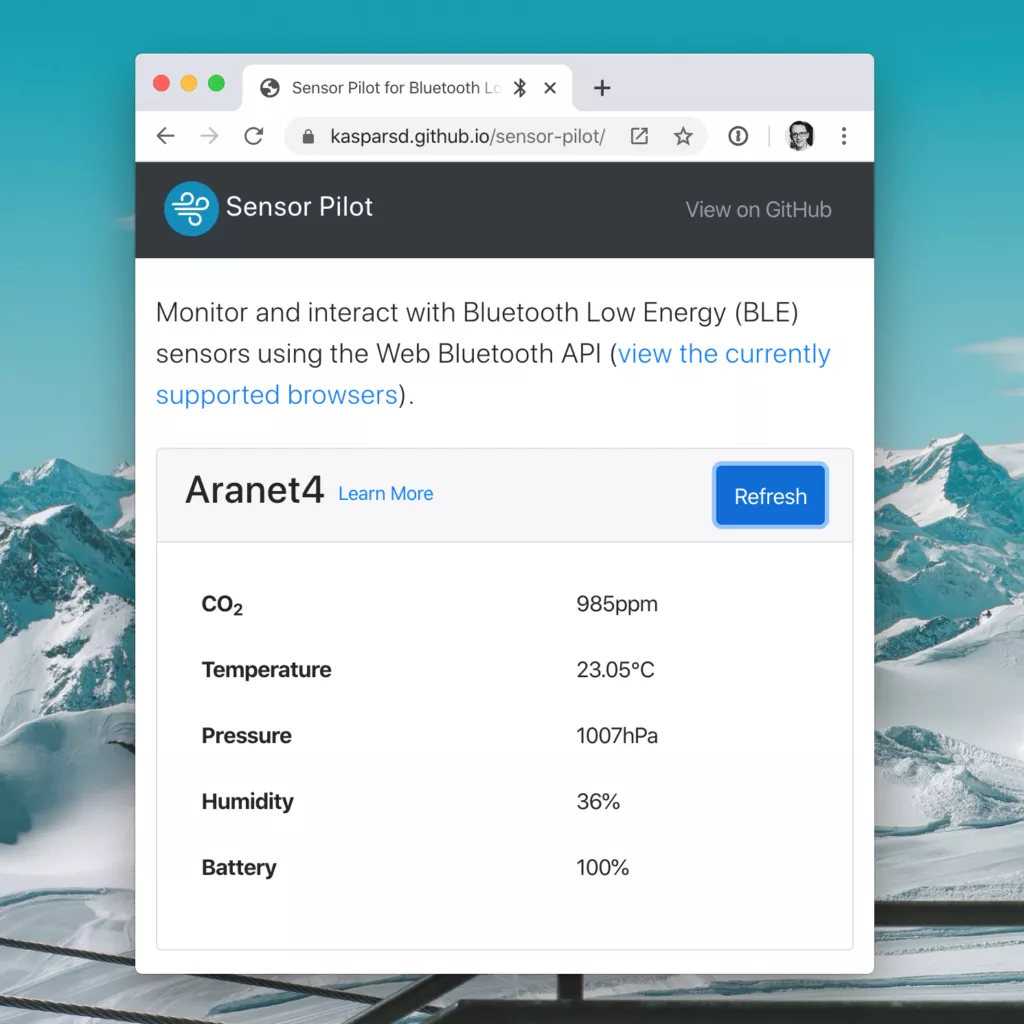 Sensor Pilot for Bluetooth Lo
kasparsd.github.io/sensor-pilot/
Sensor Pilot
View on GitHub
Monitor and interact with Bluetooth Low Energy (BLE)
sensors using the Web Bluetooth API (view the currently
supported browsers).
Aranet4 Learn More
Refresh
CO₂ 985ppm
Temperature 23.05°C
Pressure 1007hPa
Humidity 36%
Battery 100%